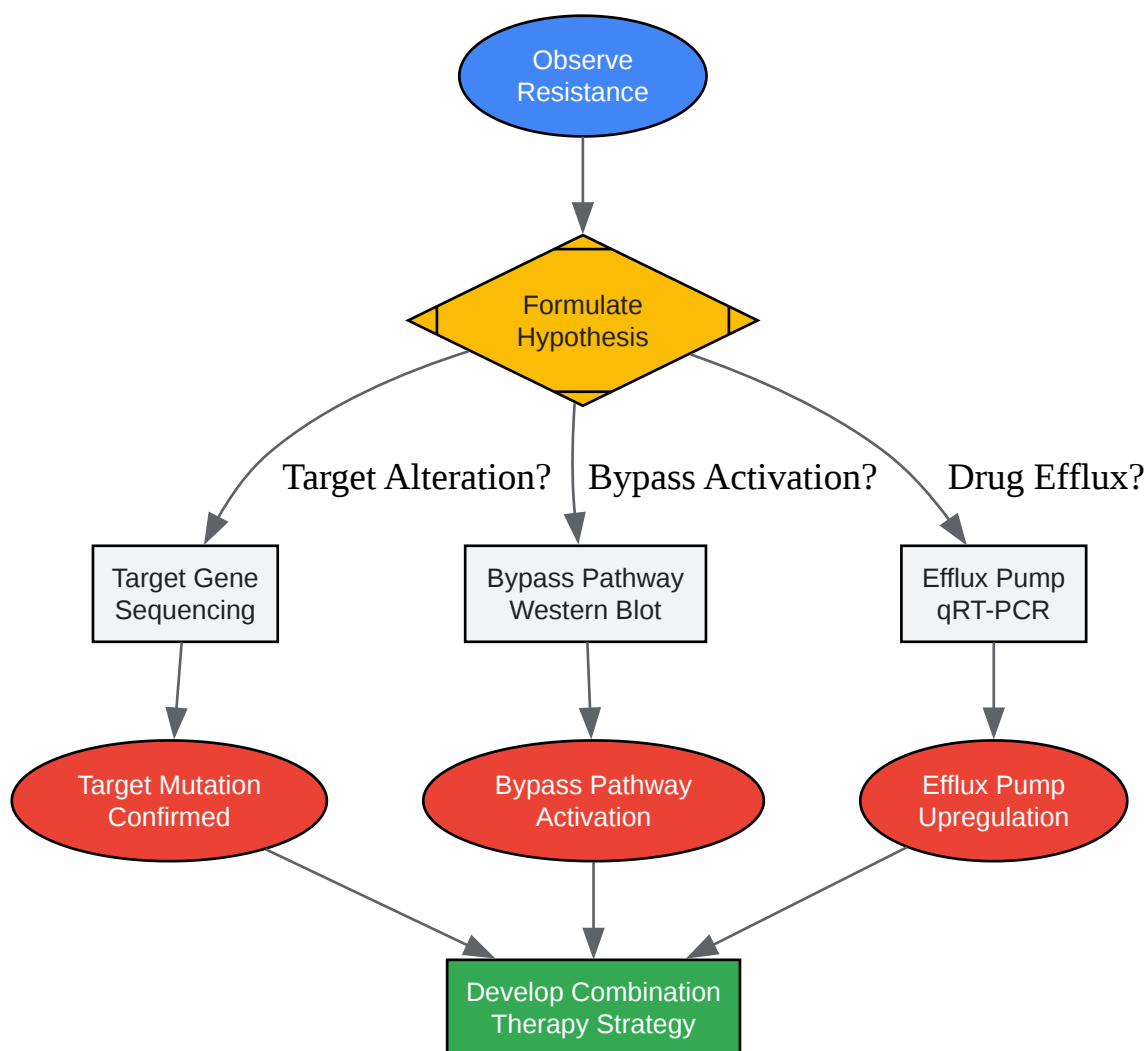 Observe
Resistance
Formulate
Hypothesis
Target Alteration?
Bypass Activation?
Drug Efflux?
Target Gene
Sequencing
Bypass Pathway
Western Blot
Efflux Pump
qRT-PCR
Target Mutation
Confirmed
Bypass Pathway
Activation
Efflux Pump
Upregulation
Develop Combination
Therapy Strategy